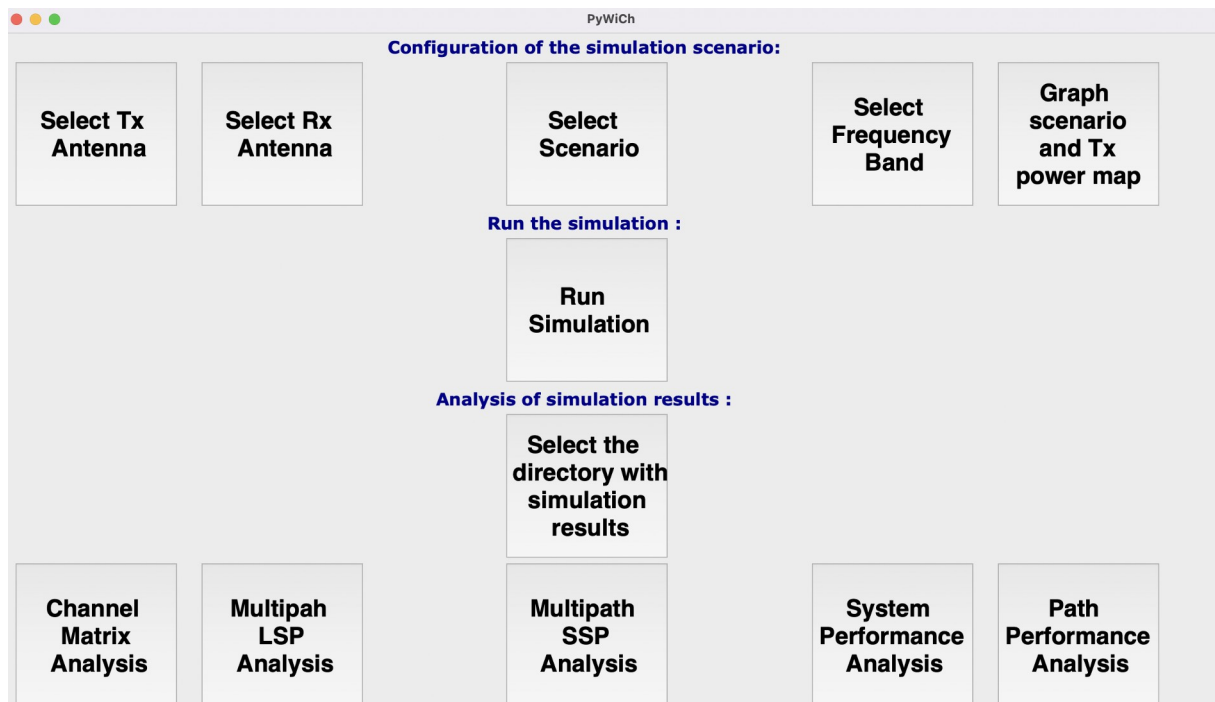 PyWiCh
Configuration of the simulation scenario:
Select Tx
Antenna
Select Rx
Antenna
Select
Scenario
Select
Frequency
Band
Graph
scenario
and Tx
power map
Run the simulation :
Run
Simulation
Analysis of simulation results :
Select the
directory with
simulation
results
Channel
Matrix
Analysis
Multipah
LSP
Analysis
Multipath
SSP
Analysis
System
Performance
Analysis
Path
Performance
Analysis